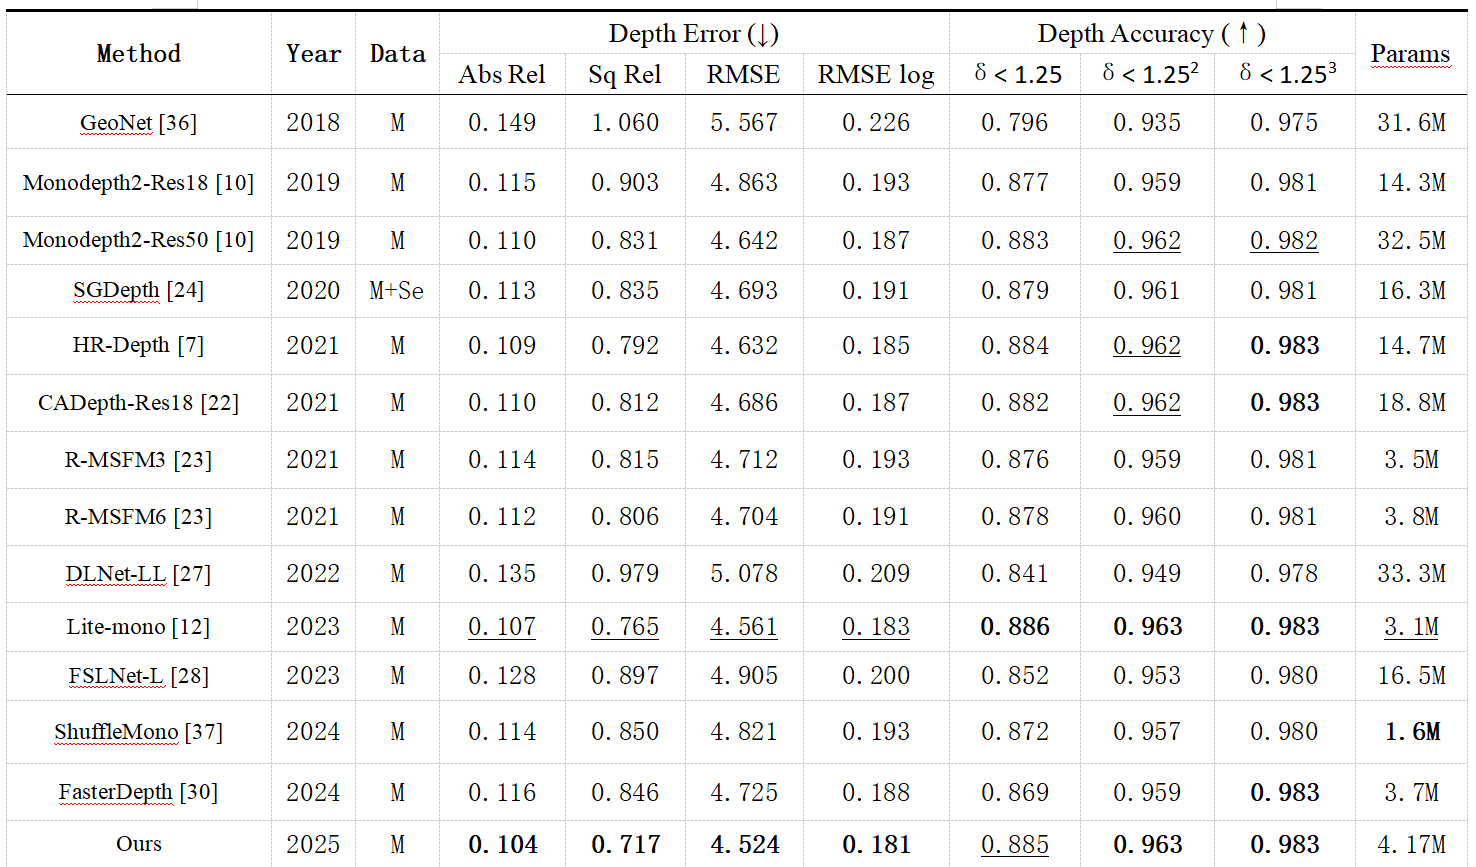 Method Year Data Depth Error (↓) Depth Accuracy (↑) Params
Abs Rel Sq Rel RMSE RMSE log δ < 1.25 δ < 1.25² δ < 1.25³
GeoNet [36] 2018 M 0.149 1.060 5.567 0.226 0.796 0.935 0.975 31.6M
Monodepth2-Res18 [10] 2019 M 0.115 0.903 4.863 0.193 0.877 0.959 0.981 14.3M
Monodepth2-Res50 [10] 2019 M 0.110 0.831 4.642 0.187 0.883 0.962 0.982 32.5M
SGDepth [24] 2020 M+Se 0.113 0.835 4.693 0.191 0.879 0.961 0.981 16.3M
HR-Depth [7] 2021 M 0.109 0.792 4.632 0.185 0.884 0.962 0.983 14.7M
CADepth-Res18 [22] 2021 M 0.110 0.812 4.686 0.187 0.882 0.962 0.983 18.8M
R-MSFM3 [23] 2021 M 0.114 0.815 4.712 0.193 0.876 0.959 0.981 3.5M
R-MSFM6 [23] 2021 M 0.112 0.806 4.704 0.191 0.878 0.960 0.981 3.8M
DLNet-LL [27] 2022 M 0.135 0.979 5.078 0.209 0.841 0.949 0.978 33.3M
Lite-mono [12] 2023 M 0.107 0.765 4.561 0.183 0.886 0.963 0.983 3.1M
FSLNet-L [28] 2023 M 0.128 0.897 4.905 0.200 0.852 0.953 0.980 16.5M
ShuffleMono [37] 2024 M 0.114 0.850 4.821 0.193 0.872 0.957 0.980 1.6M
FasterDepth [30] 2024 M 0.116 0.846 4.725 0.188 0.869 0.959 0.983 3.7M
Ours 2025 M 0.104 0.717 4.524 0.181 0.885 0.963 0.983 4.17M